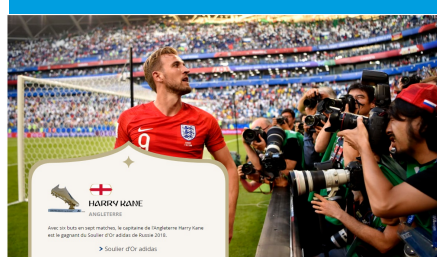 9
HARRY KANE
ANGLETERRE
Avec six buts en sept matches, le capitaine de l'Angleterre Harry Kane
est le gagnant du Soulier d'Or adidas de Russie 2018.
> Soulier d'Or adidas